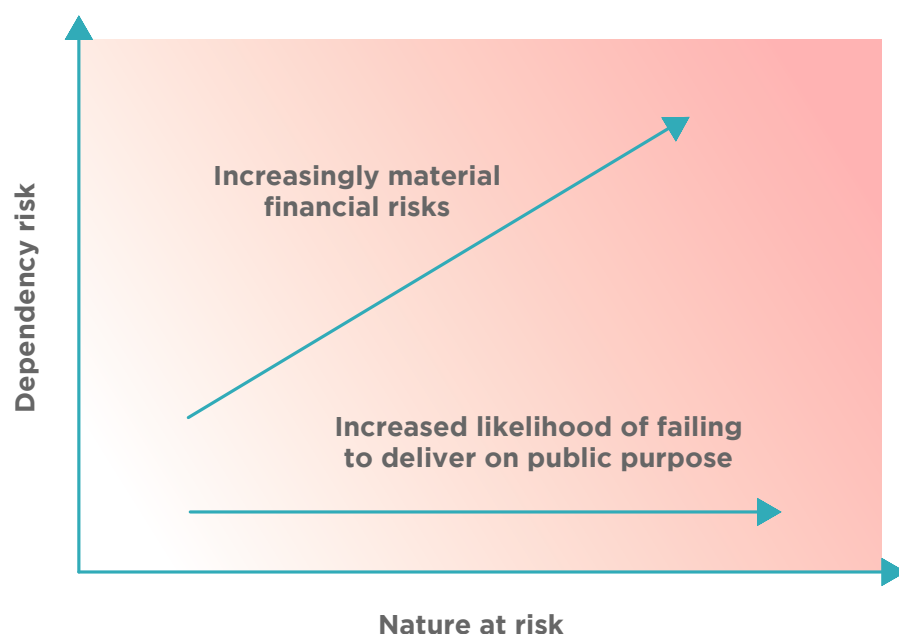 Increasingly material
financial risks
Dependency risk
Increased likelihood of failing
to deliver on public purpose
Nature at risk